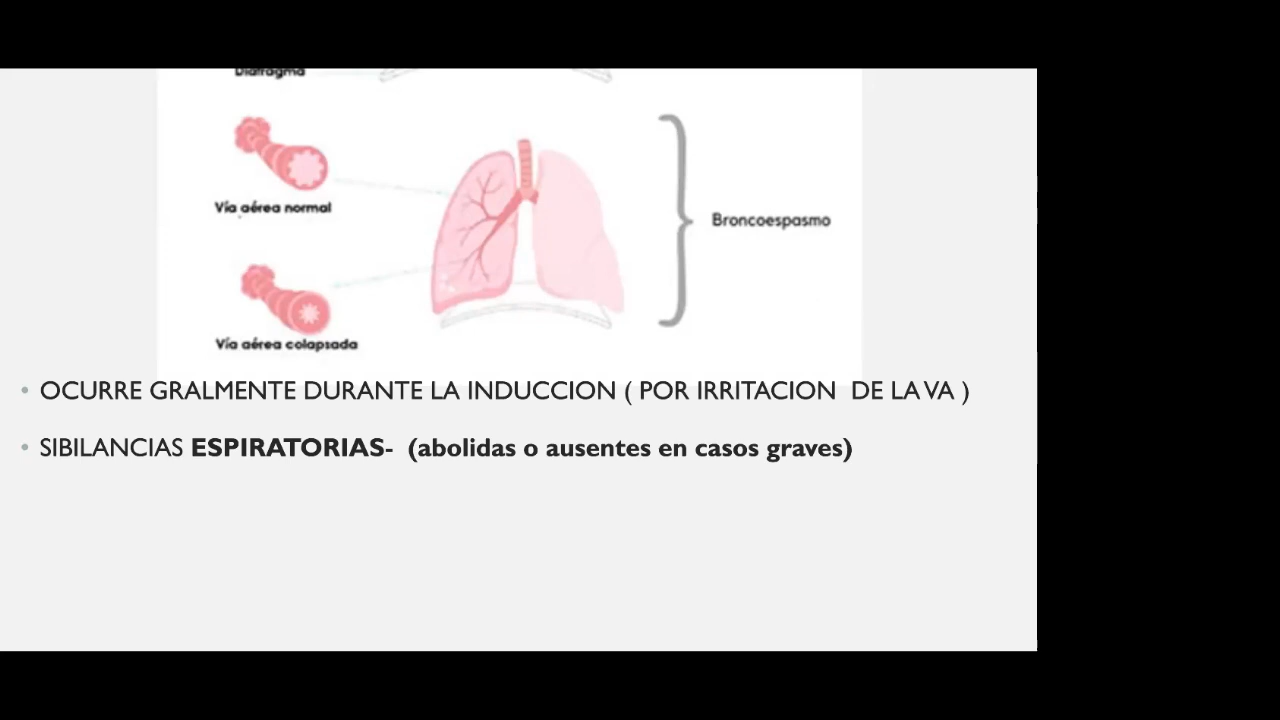 Diafragma
Vía aérea normal
Broncoespasmo
Vía aérea colapsada
• OCURRE GRALMENTE DURANTE LA INDUCCION ( POR IRRITACION DE LA VA )
• SIBILANCIAS ESPIRATORIAS- (abolidas o ausentes en casos graves)